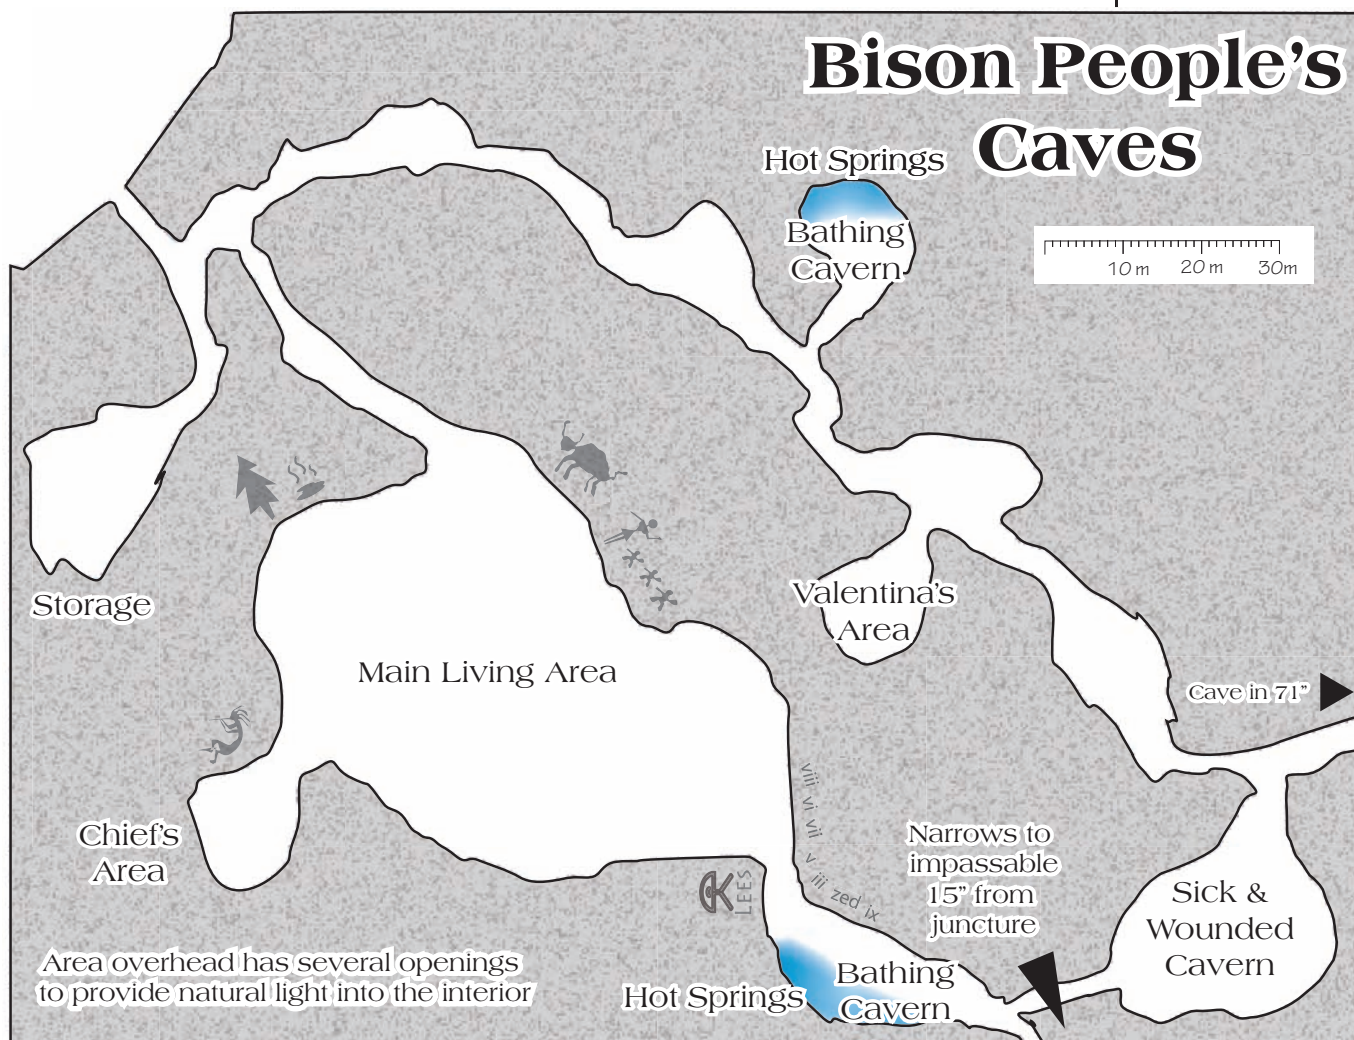 Bison People's
Caves
Hot Springs
Bathing
Cavern
10 m
20 m
30m
Storage
Valentina's
Area
Main Living Area
Cave in 71"
viii vi vii v iii zed ix
Chief's
Area
Narrows to
impassable
15" from
juncture
LEES
Sick &
Wounded
Cavern
Area overhead has several openings
to provide natural light into the interior
Hot Springs
Bathing
Cavern